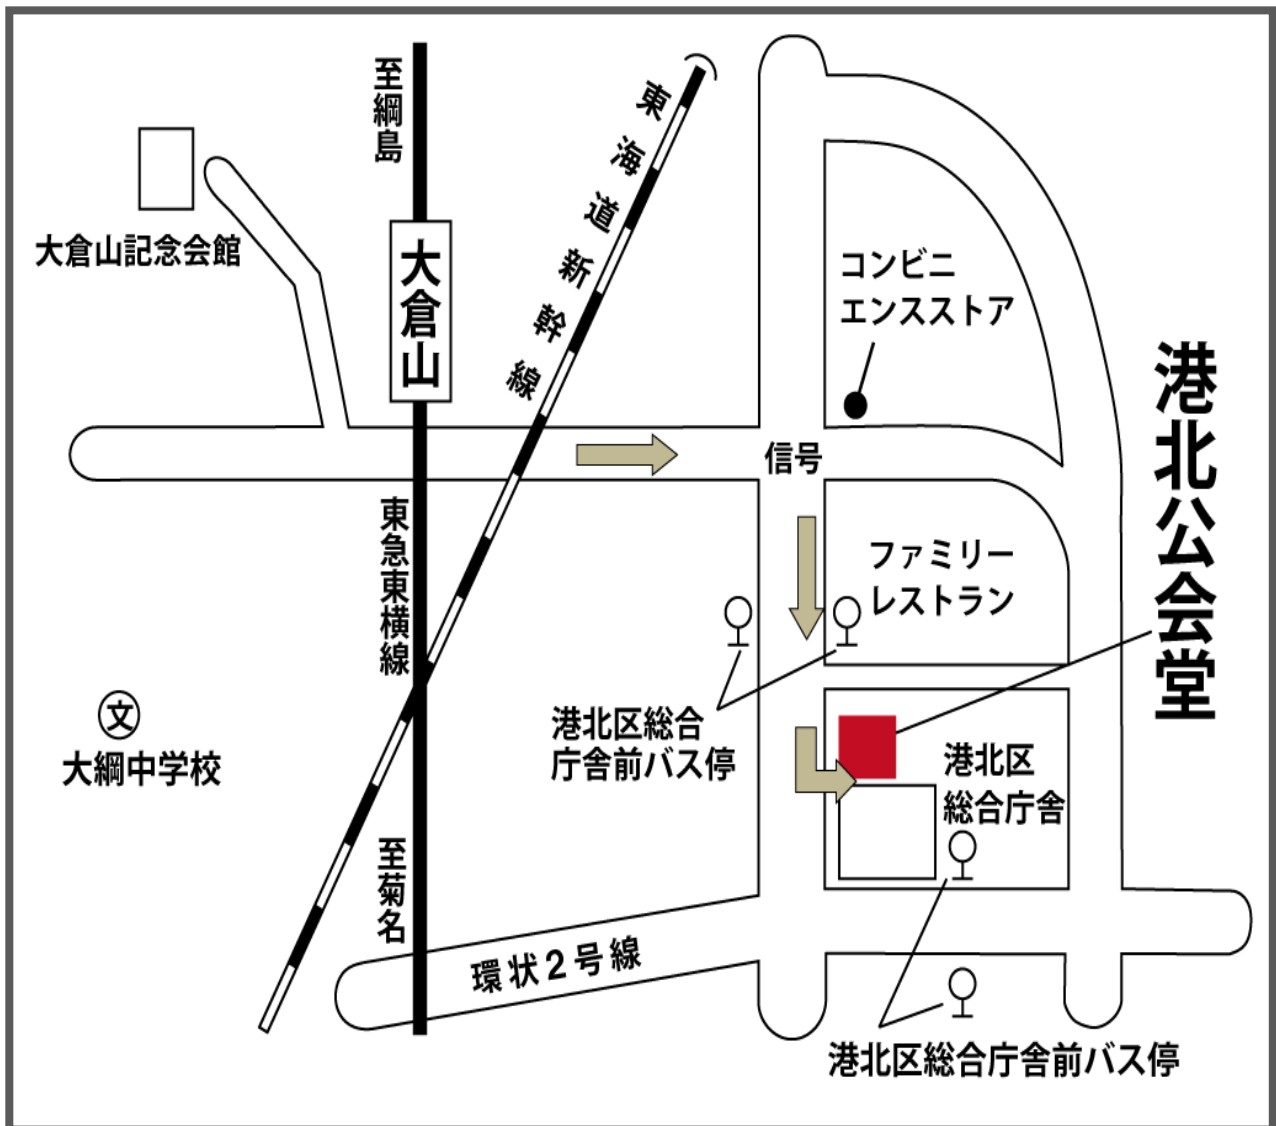 至綱島
東海道新幹線
大倉山記念会館
大倉山
コンビニ
エンスストア
港北公会堂
信号
東急東横線
ファミリー
レストラン
文
大綱中学校
港北区総合
庁舎前バス停
港北区
総合庁舎
至菊名
環状2号線
港北区総合庁舎前バス停